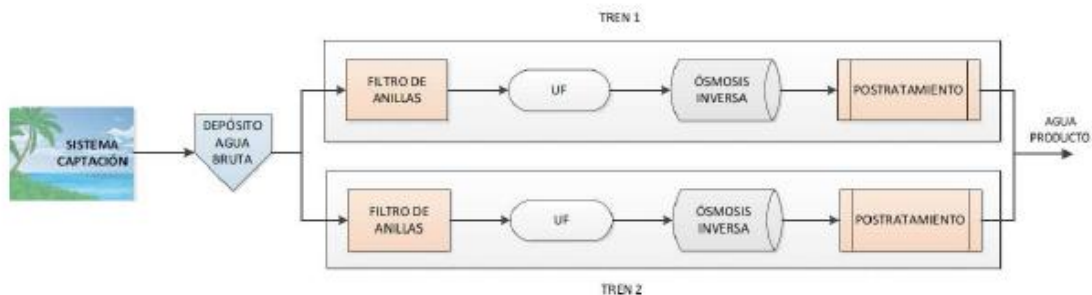 TREN 1
FILTRO DE
ANILLAS
UF
ÓSMOSIS
INVERSA
POSTRATAMIENTO
SISTEMA
CAPTACIÓN
DEPÓSITO
AGUA
BRUTA
AGUA
PRODUCTO
FILTRO DE
ANILLAS
UF
ÓSMOSIS
INVERSA
POSTRATAMIENTO
TREN 2